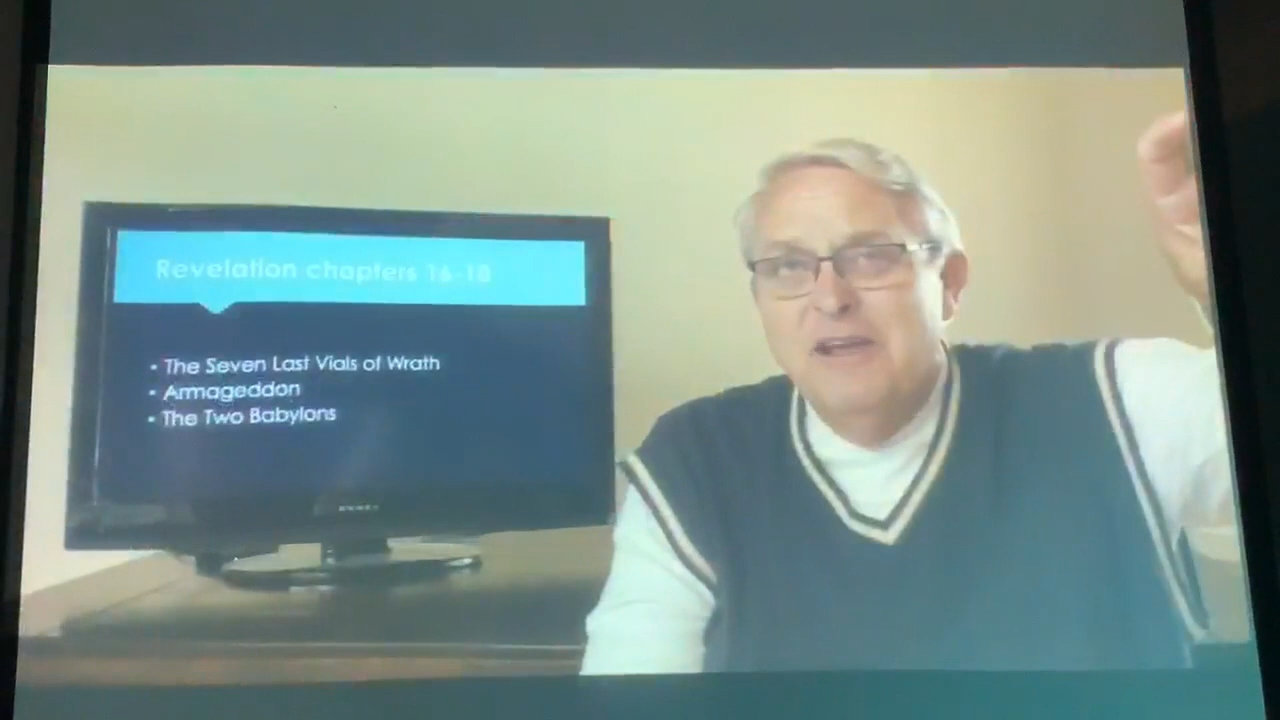 Revelation chapters 16-18
• The Seven Last Vials of Wrath
• Armageddon
• The Two Babylons